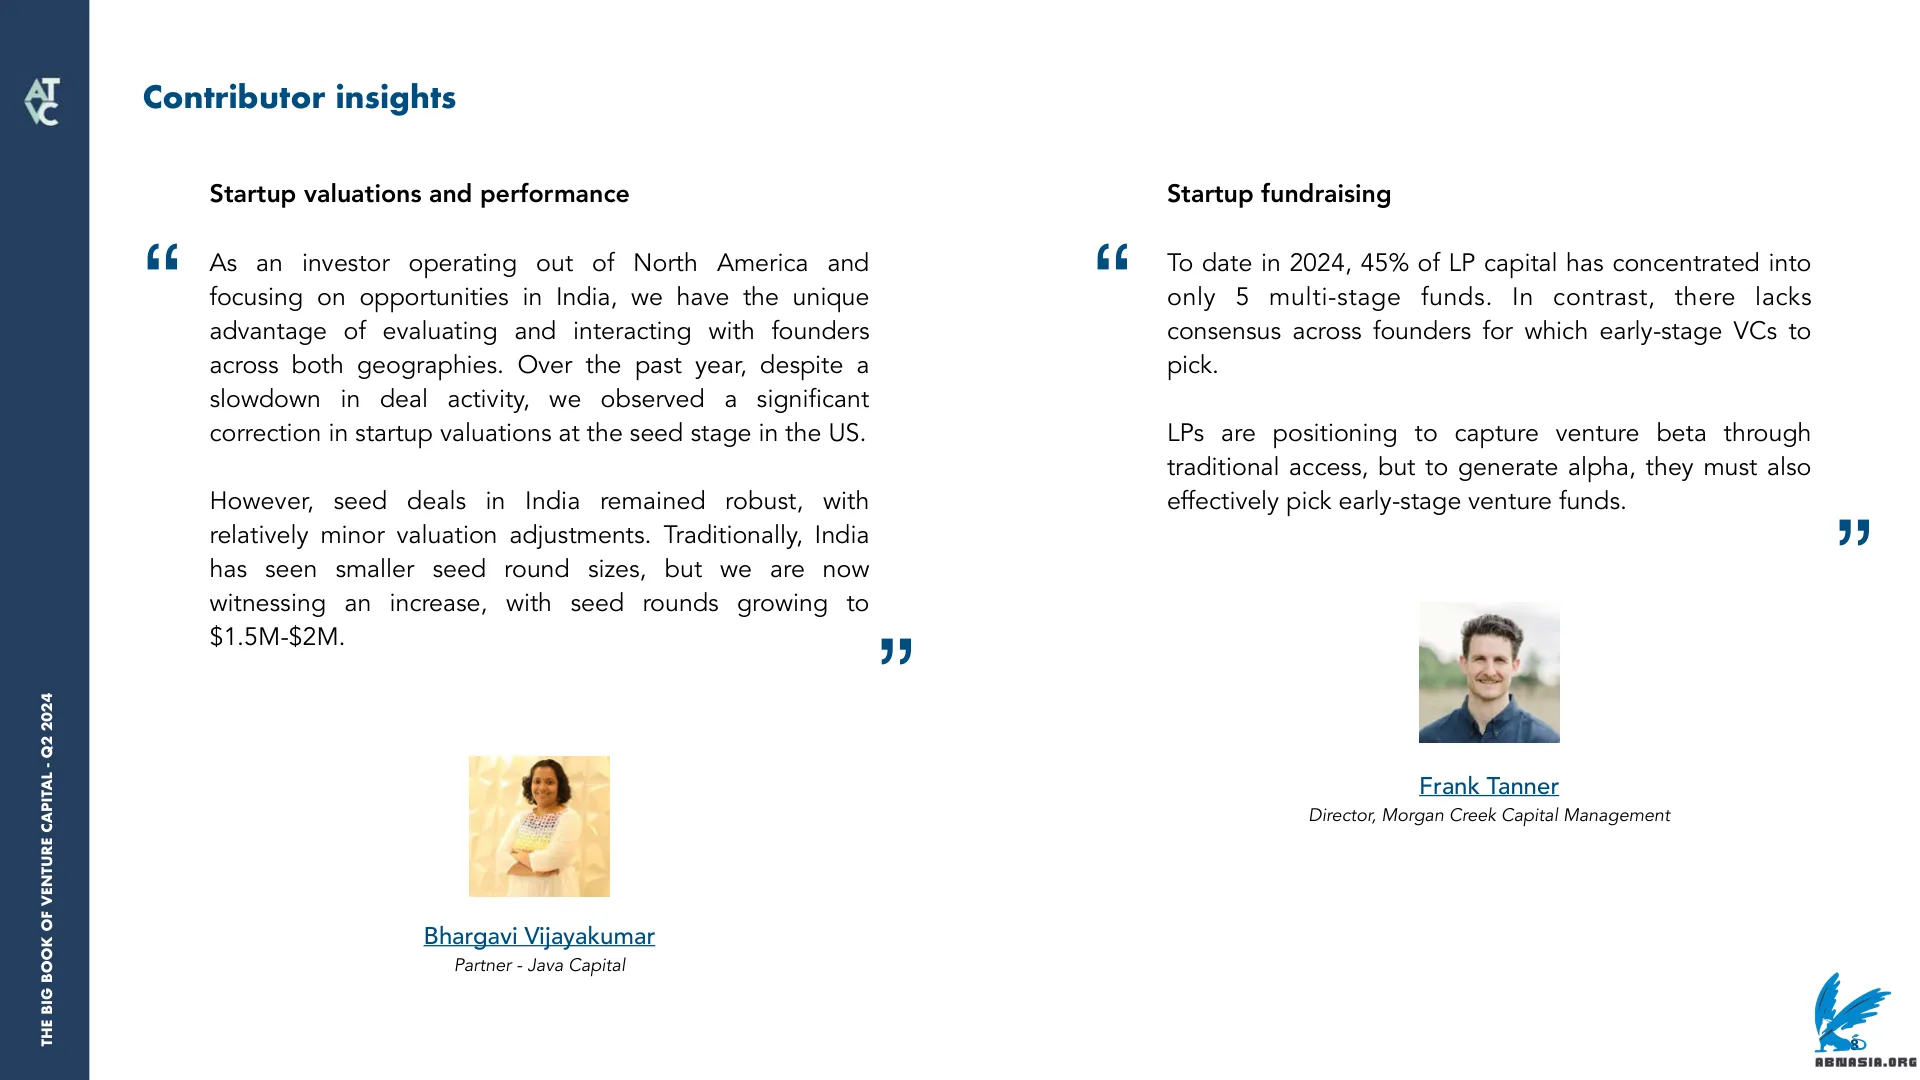 AT
VC
Contributor insights
Startup valuations and performance
“
As an investor operating out of North America and
focusing on opportunities in India, we have the unique
advantage of evaluating and interacting with founders
across both geographies. Over the past year, despite a
slowdown in deal activity, we observed a significant
correction in startup valuations at the seed stage in the US.
However, seed deals in India remained robust, with
relatively minor valuation adjustments. Traditionally, India
has seen smaller seed round sizes, but we are now
witnessing an increase, with seed rounds growing to
$1.5M-$2M.
”
Bhargavi Vijayakumar
Partner - Java Capital
Startup fundraising
“
To date in 2024, 45% of LP capital has concentrated into
only 5 multi-stage funds. In contrast, there lacks
consensus across founders for which early-stage VCs to
pick.
LPs are positioning to capture venture beta through
traditional access, but to generate alpha, they must also
effectively pick early-stage venture funds.
”
Frank Tanner
Director, Morgan Creek Capital Management
THE BIG BOOK OF VENTURE CAPITAL - Q2 2024
8
ABNASIA.ORG